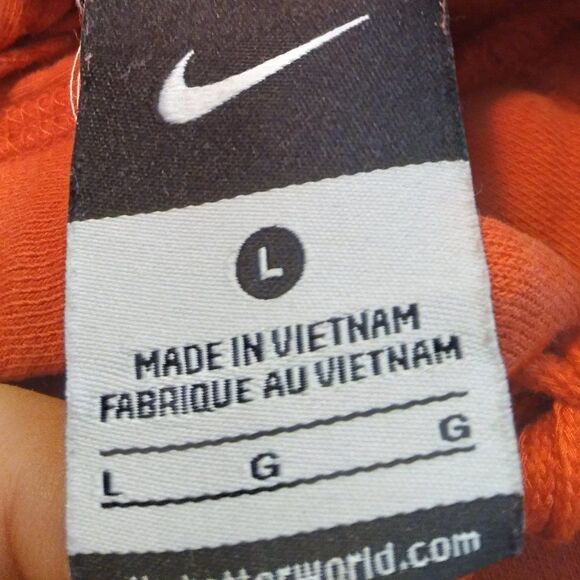 L
MADE IN VIETNAM
FABRIQUE AU VIETNAM
L G G